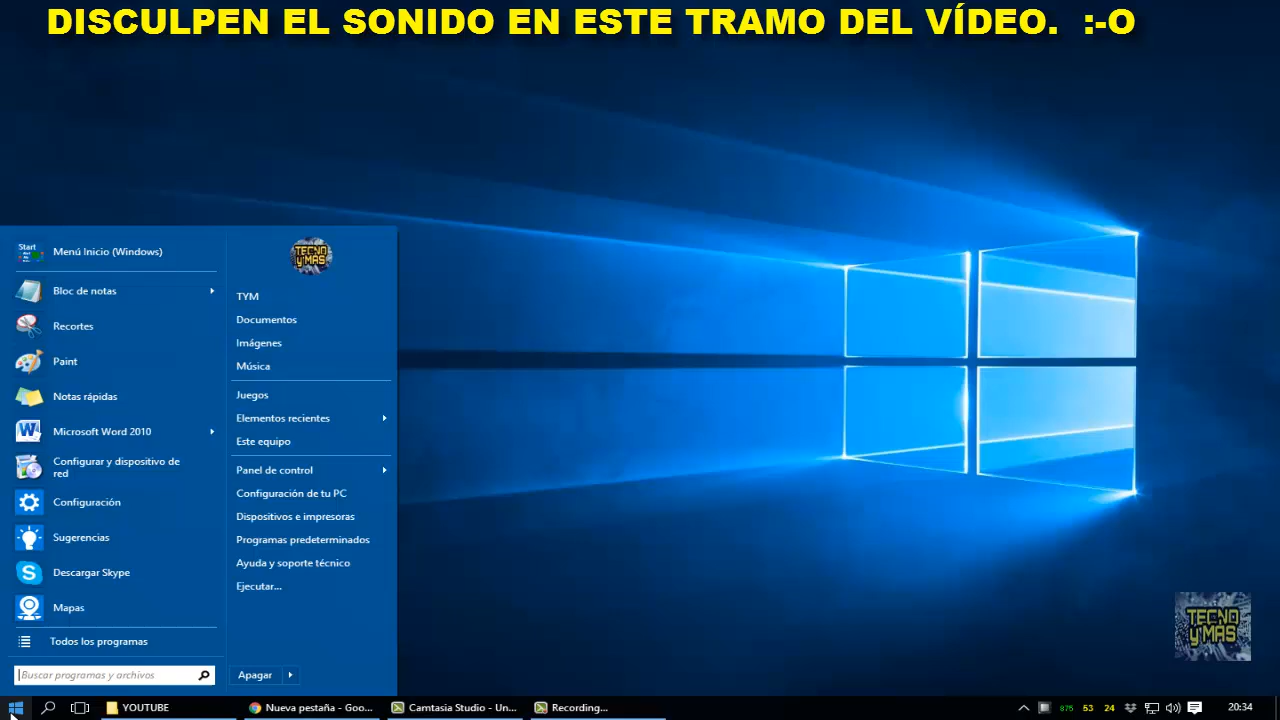 DISCULPEN EL SONIDO EN ESTE TRAMO DEL VÍDEO. :-O
Start
Menú Inicio (Windows)
Bloc de notas
Recortes
Paint
Notas rápidas
Microsoft Word 2010
Configurar y dispositivo de
red
Configuración
Sugerencias
Descargar Skype
Mapas
Todos los programas
Buscar programas y archivos
TECNO
Y MAS
TYM
Documentos
Imágenes
Música
Juegos
Elementos recientes
Este equipo
Panel de control
Configuración de tu PC
Dispositivos e impresoras
Programas predeterminados
Ayuda y soporte técnico
Ejecutar...
Apagar
TECNO
Y MAS
YOUTUBE
Nueva pestaña - Goo...
Camtasia Studio - Un...
Recording...
875 53 24
20:34